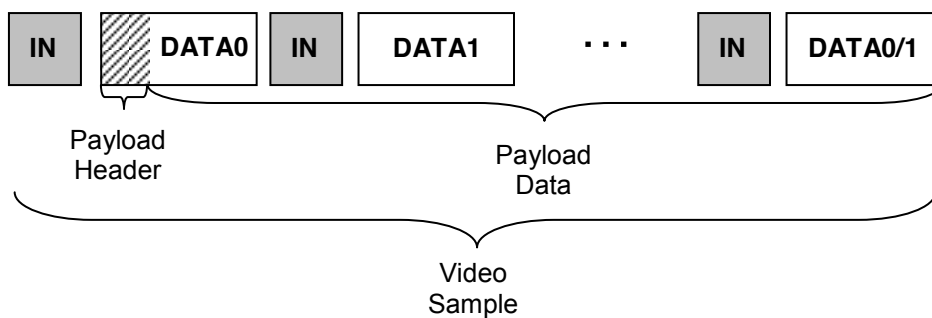 IN DATA0 IN DATA1 ... IN DATA0/1
Payload
Header
Payload
Data
Video
Sample